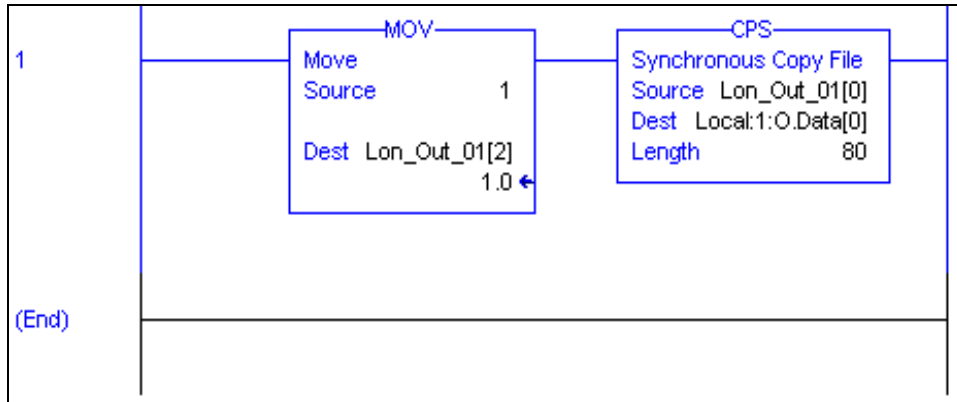 1
MOV
Move
Source 1
Dest Lon_Out_01[2]
1.0
CPS
Synchronous Copy File
Source Lon_Out_01[0]
Dest Local:1:O.Data[0]
Length 80
(End)